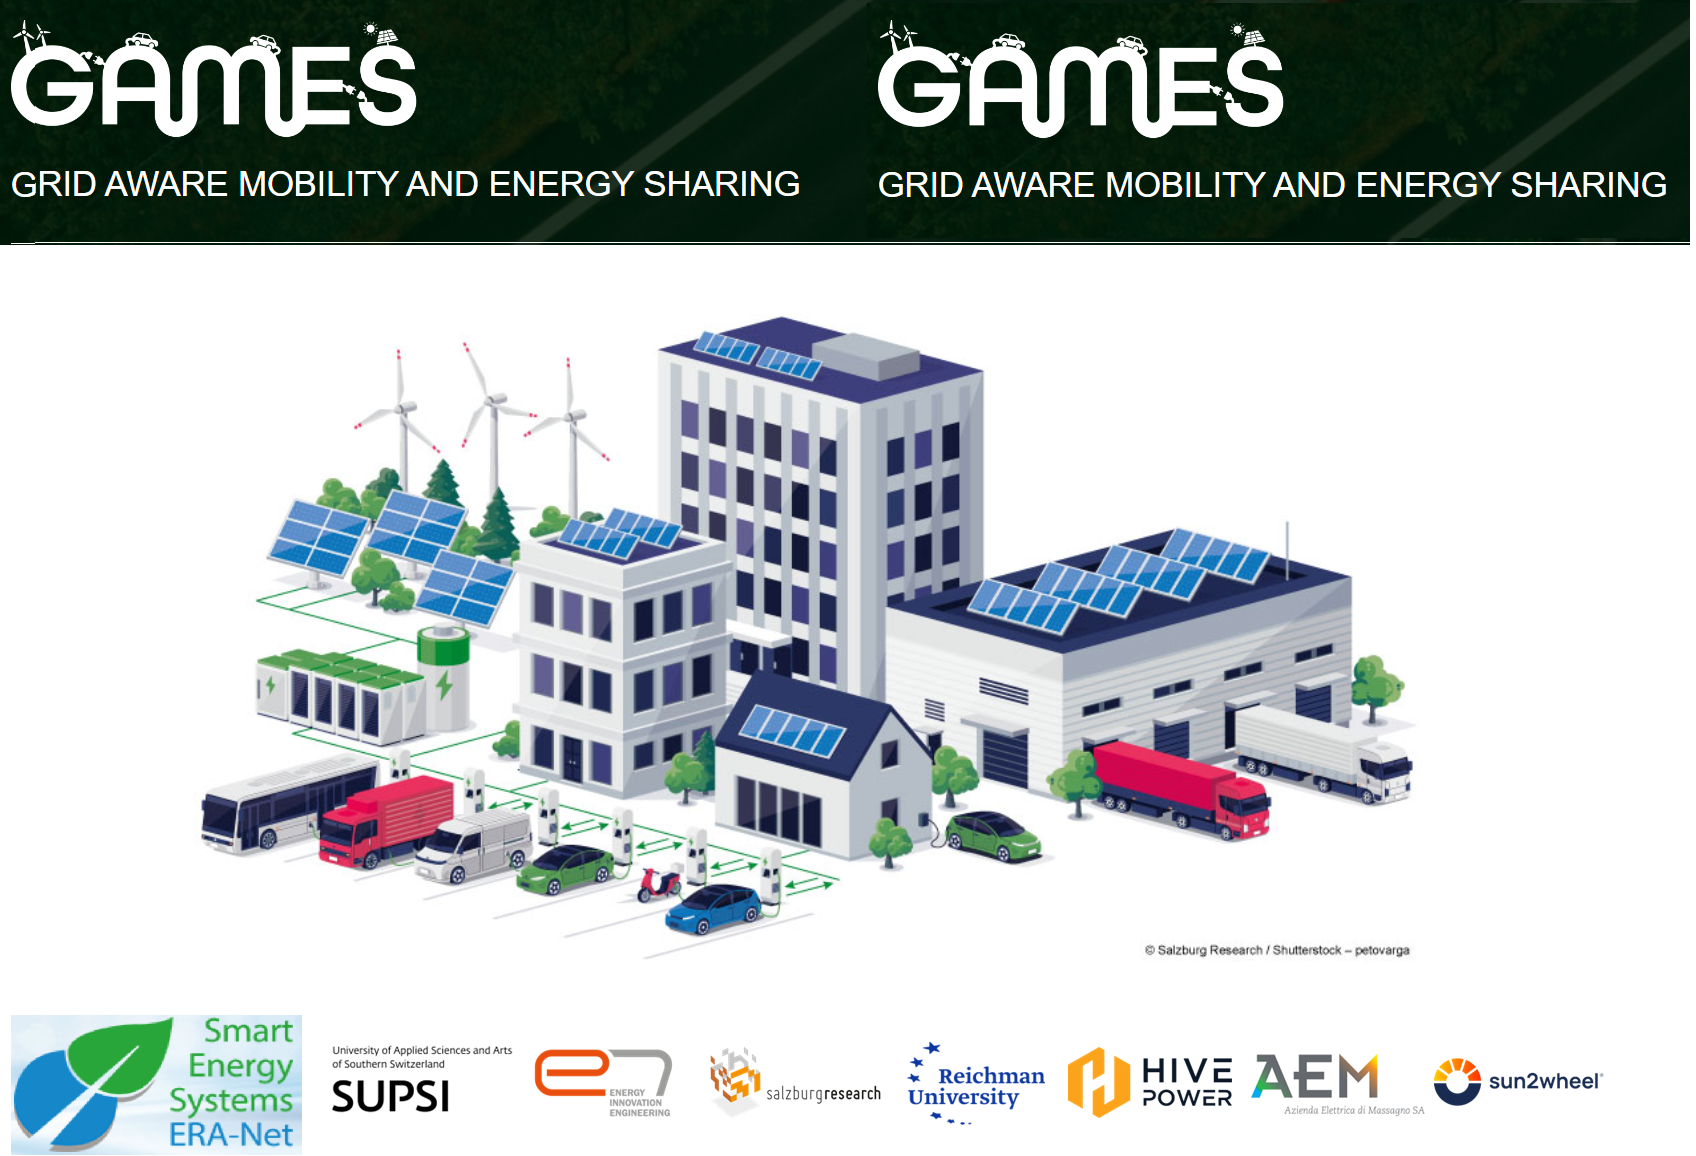 GAMES
GRID AWARE MOBILITY AND ENERGY SHARING
GAMES
GRID AWARE MOBILITY AND ENERGY SHARING
© Salzburg Research / Shutterstock – petovarga
Smart
Energy
Systems
ERA-Net
University of Applied Sciences and Arts
of Southern Switzerland
SUPSI
e7
ENERGY
INNOVATION
ENGINEERING
salzburgresearch
Reichman
University
HIVE
POWER
AEM
Azienda Elettrica di Massagno SA
sun2wheel